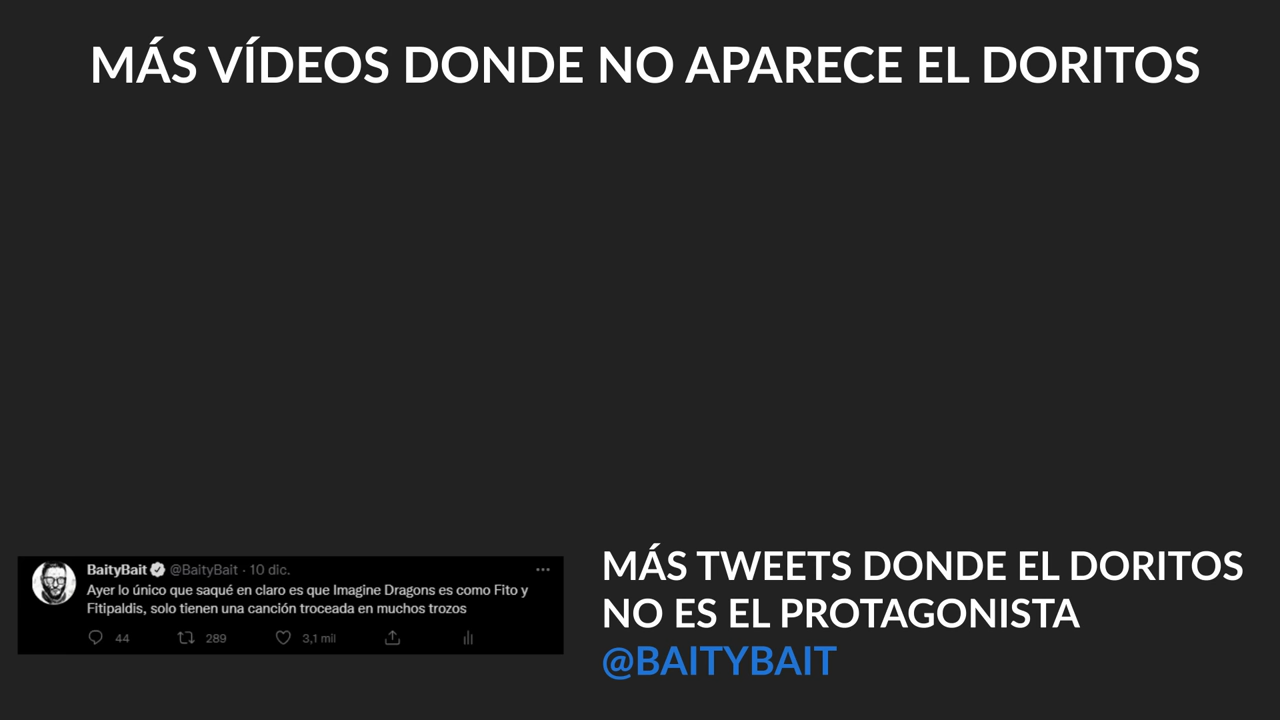 MÁS VÍDEOS DONDE NO APARECE EL DORITOS
BaityBait @BaityBait · 10 dic.
Ayer lo único que saqué en claro es que Imagine Dragons es como Fito y
Fitipaldis, solo tienen una canción troceada en muchos trozos
44 289 3,1 mil
MÁS TWEETS DONDE EL DORITOS
NO ES EL PROTAGONISTA
@BAITYBAIT